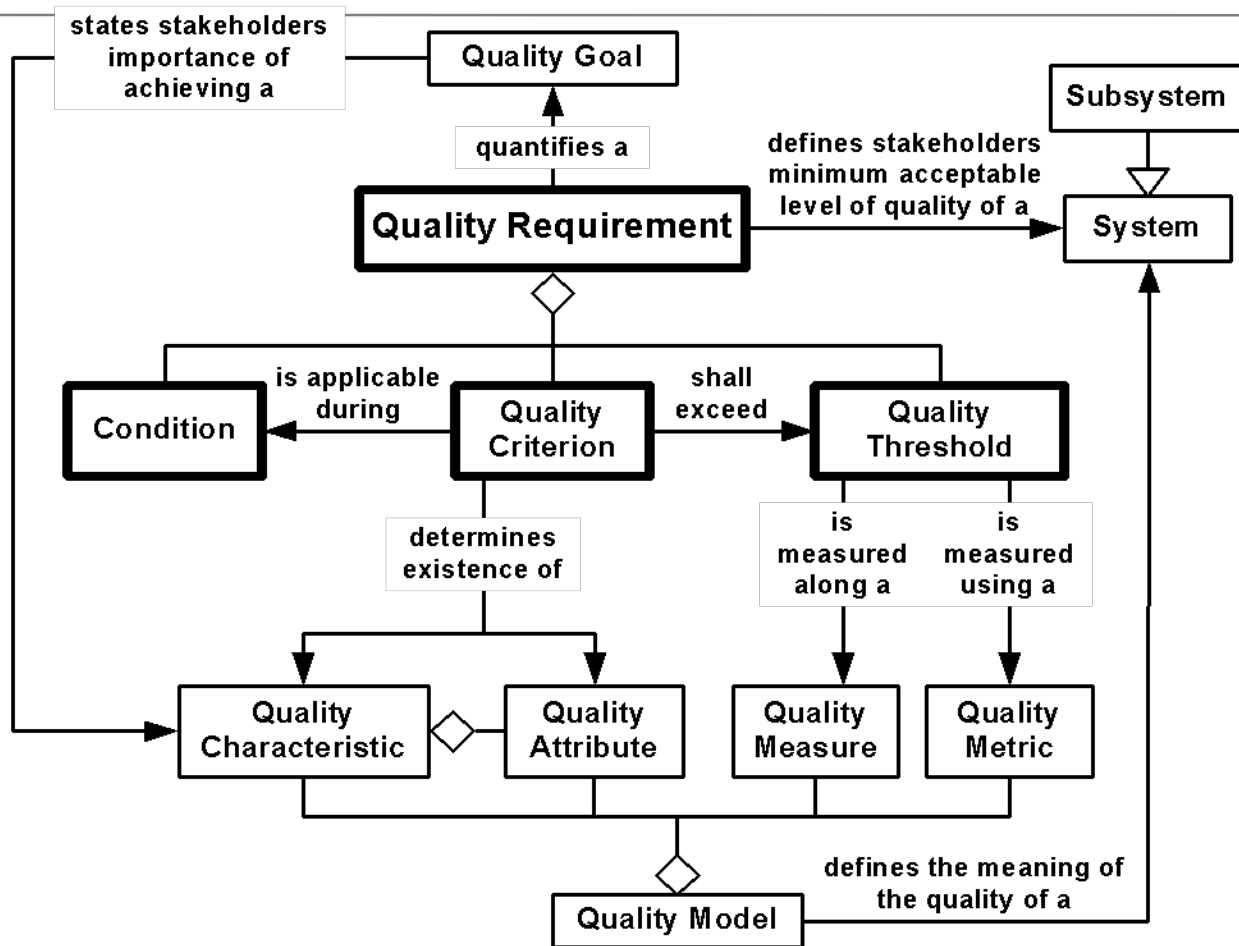 states stakeholders
importance of
achieving a
Quality Goal
Subsystem
quantifies a
defines stakeholders
minimum acceptable
level of quality of a
Quality Requirement
System
is applicable
during
shall
exceed
Condition
Quality
Criterion
Quality
Threshold
determines
existence of
is
measured
along a
is
measured
using a
Quality
Characteristic
Quality
Attribute
Quality
Measure
Quality
Metric
defines the meaning of
the quality of a
Quality Model